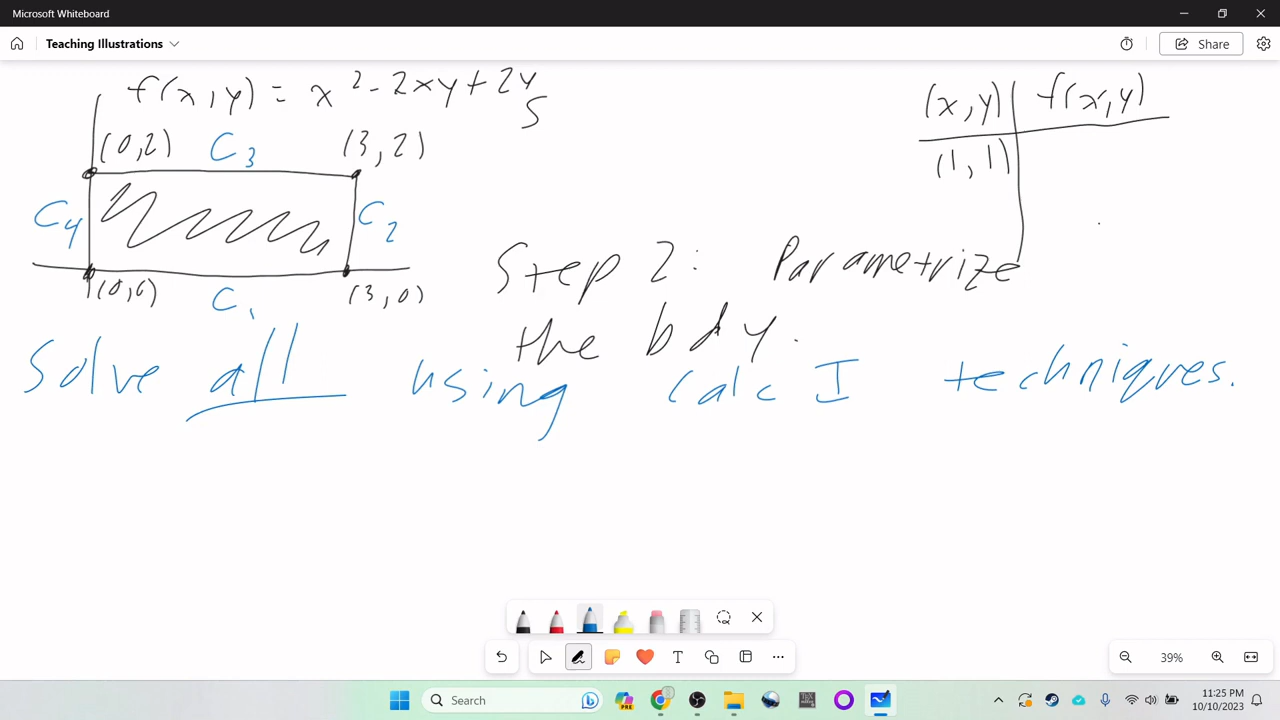 Microsoft Whiteboard
Teaching Illustrations
Share
f(x,y) = x² - 2xy + 2y
S
(x,y) f(x,y)
(1,1)
(0,2) C₃ (3,2)
C₄ C₂
(0,0) C₁ (3,0)
Step 2: Parametrize
the bdy.
Solve all using calc I techniques.
39%
Search
PRE
11:25 PM
10/10/2023